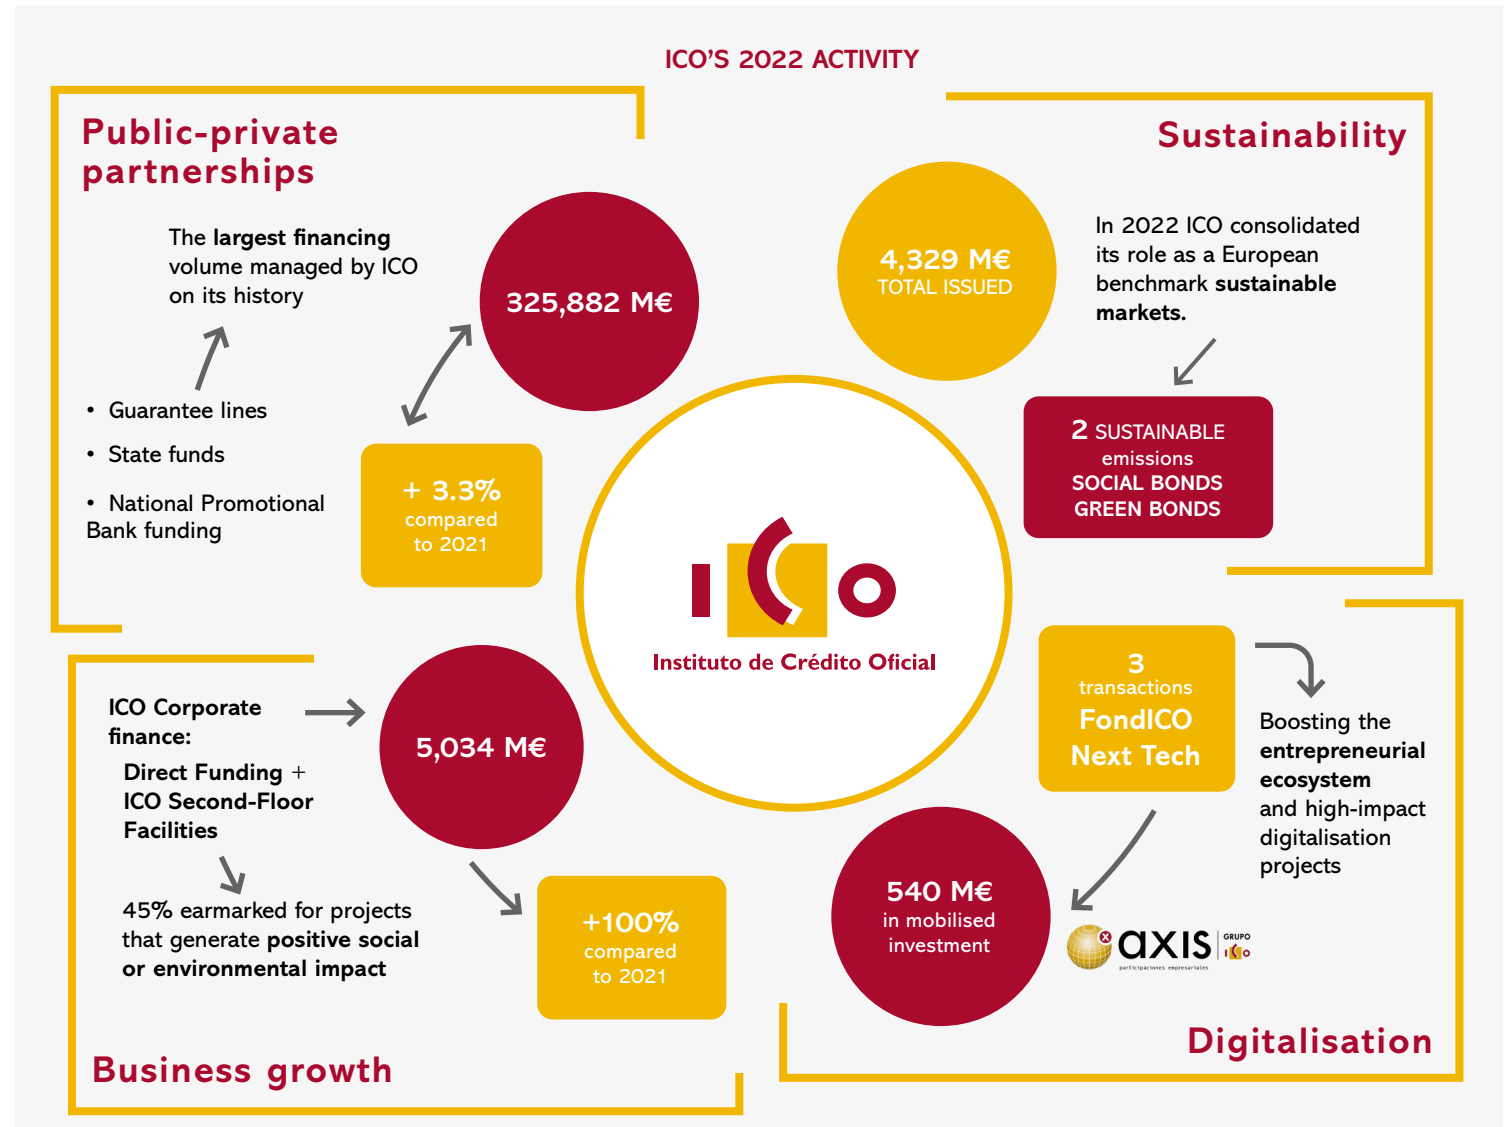 ICO'S 2022 ACTIVITY
Public-private
partnerships
The largest financing
volume managed by ICO
on its history
325,882 M€
• Guarantee lines
• State funds
• National Promotional
Bank funding
+ 3.3%
compared
to 2021
Sustainability
4,329 M€
TOTAL ISSUED
In 2022 ICO consolidated
its role as a European
benchmark sustainable
markets.
2 SUSTAINABLE
emissions
SOCIAL BONDS
GREEN BONDS
ICO
Instituto de Crédito Oficial
ICO Corporate
finance:
Direct Funding +
ICO Second-Floor
Facilities
5,034 M€
45% earmarked for projects
that generate positive social
or environmental impact
+100%
compared
to 2021
Business growth
3
transactions
FondICO
Next Tech
Boosting the
entrepreneurial
ecosystem
and high-impact
digitalisation
projects
540 M€
in mobilised
investment
axis
participaciones empresariales
GRUPO
ICO
Digitalisation